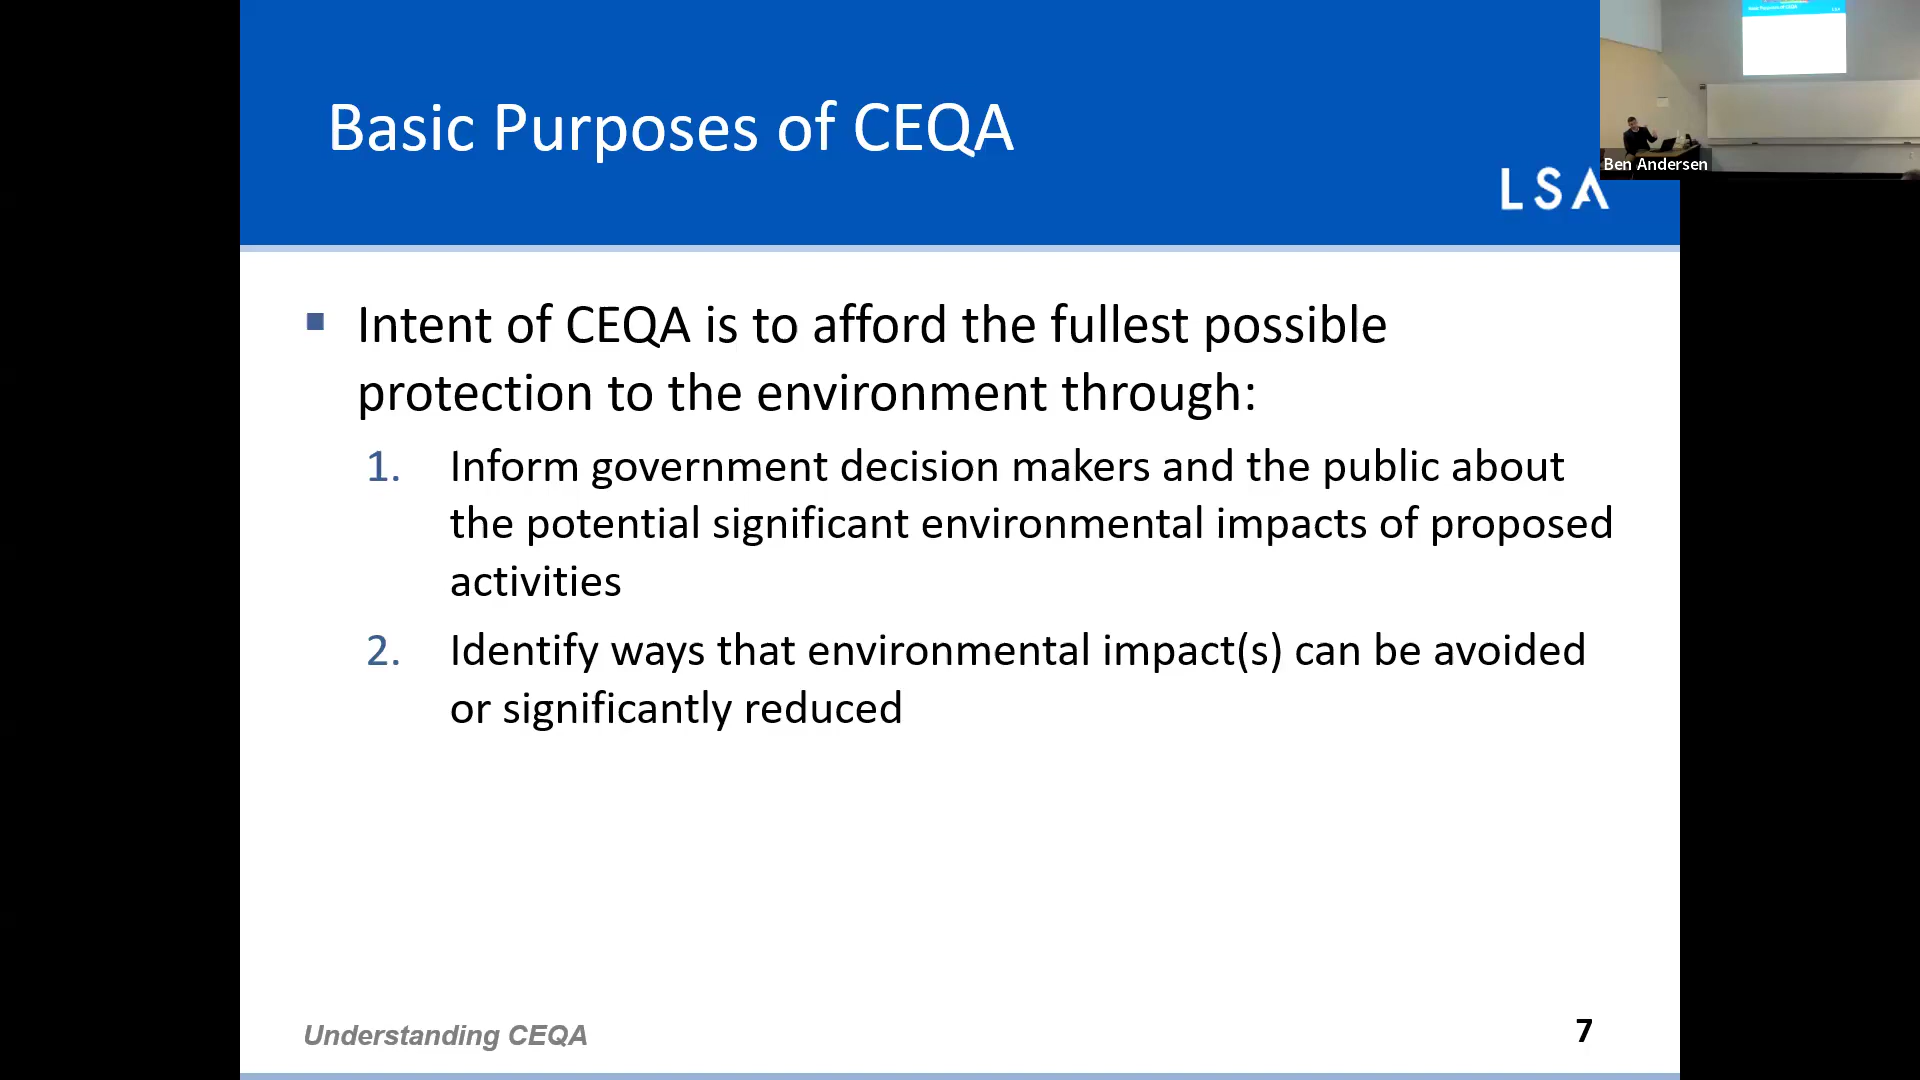 Basic Purposes of CEQA
LSA
Ben Andersen
▪ Intent of CEQA is to afford the fullest possible
protection to the environment through:
1. Inform government decision makers and the public about
the potential significant environmental impacts of proposed
activities
2. Identify ways that environmental impact(s) can be avoided
or significantly reduced
Understanding CEQA
7